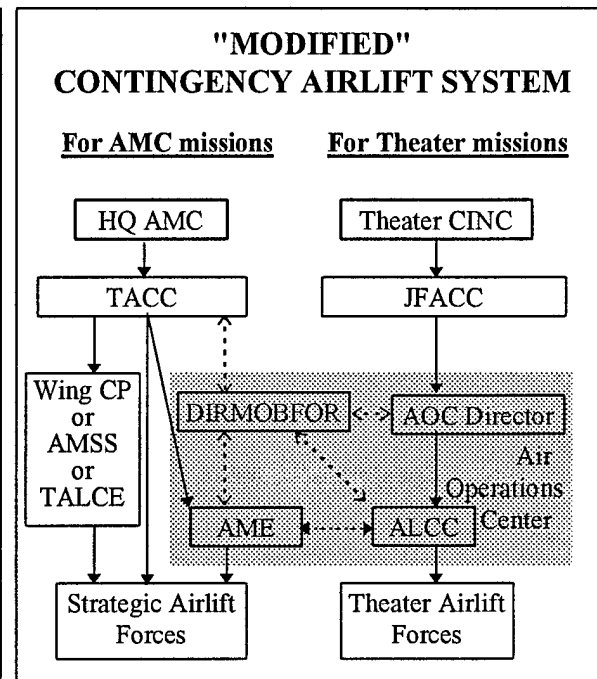 "MODIFIED"
CONTINGENCY AIRLIFT SYSTEM
For AMC missions
For Theater missions
HQ AMC
Theater CINC
TACC
JFACC
Wing CP
or
AMSS
or
TALCE
DIRMOBFOR
AOC Director
Air
Operations
Center
AME
ALCC
Strategic Airlift
Forces
Theater Airlift
Forces